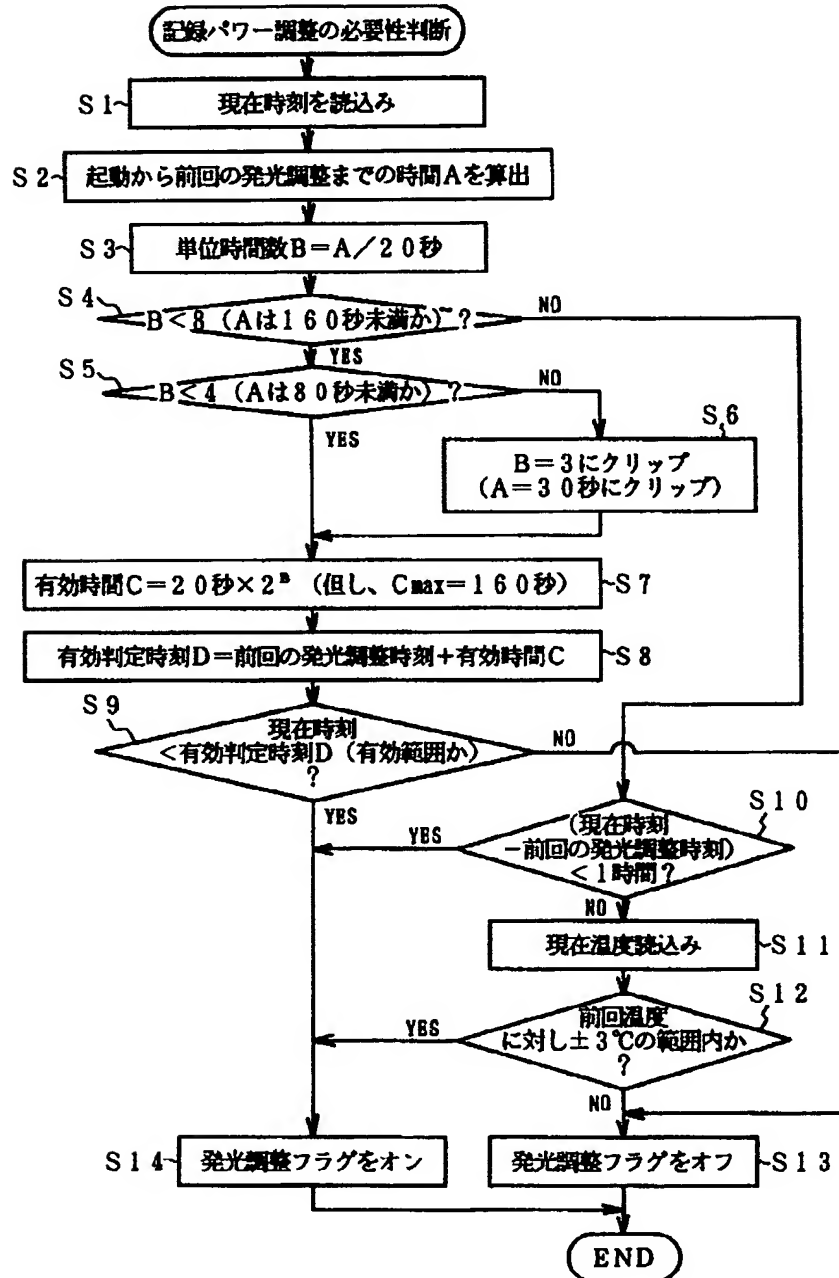 記録パワー調整の必要性判断
S1
現在時刻を読込み
S2
起動から前回の発光調整までの時間Aを算出
S3
単位時間数B=A/20秒
S4
B<8(Aは160秒未満か)?
NO
YES
S5
B<4(Aは80秒未満か)?
NO
YES
S6
B=3にクリップ
(A=30秒にクリップ)
有効時間C=20秒×2ᴮ(但し、Cmax=160秒)
S7
有効判定時刻D=前回の発光調整時刻+有効時間C
S8
S9
現在時刻
<有効判定時刻D(有効範囲か)
?
NO
YES
S10
(現在時刻
-前回の発光調整時刻)
<1時間?
YES
NO
現在温度読込み
S11
S12
前回温度
に対し±3℃の範囲内か
?
YES
NO
S14
発光調整フラグをオン
発光調整フラグをオフ
S13
END